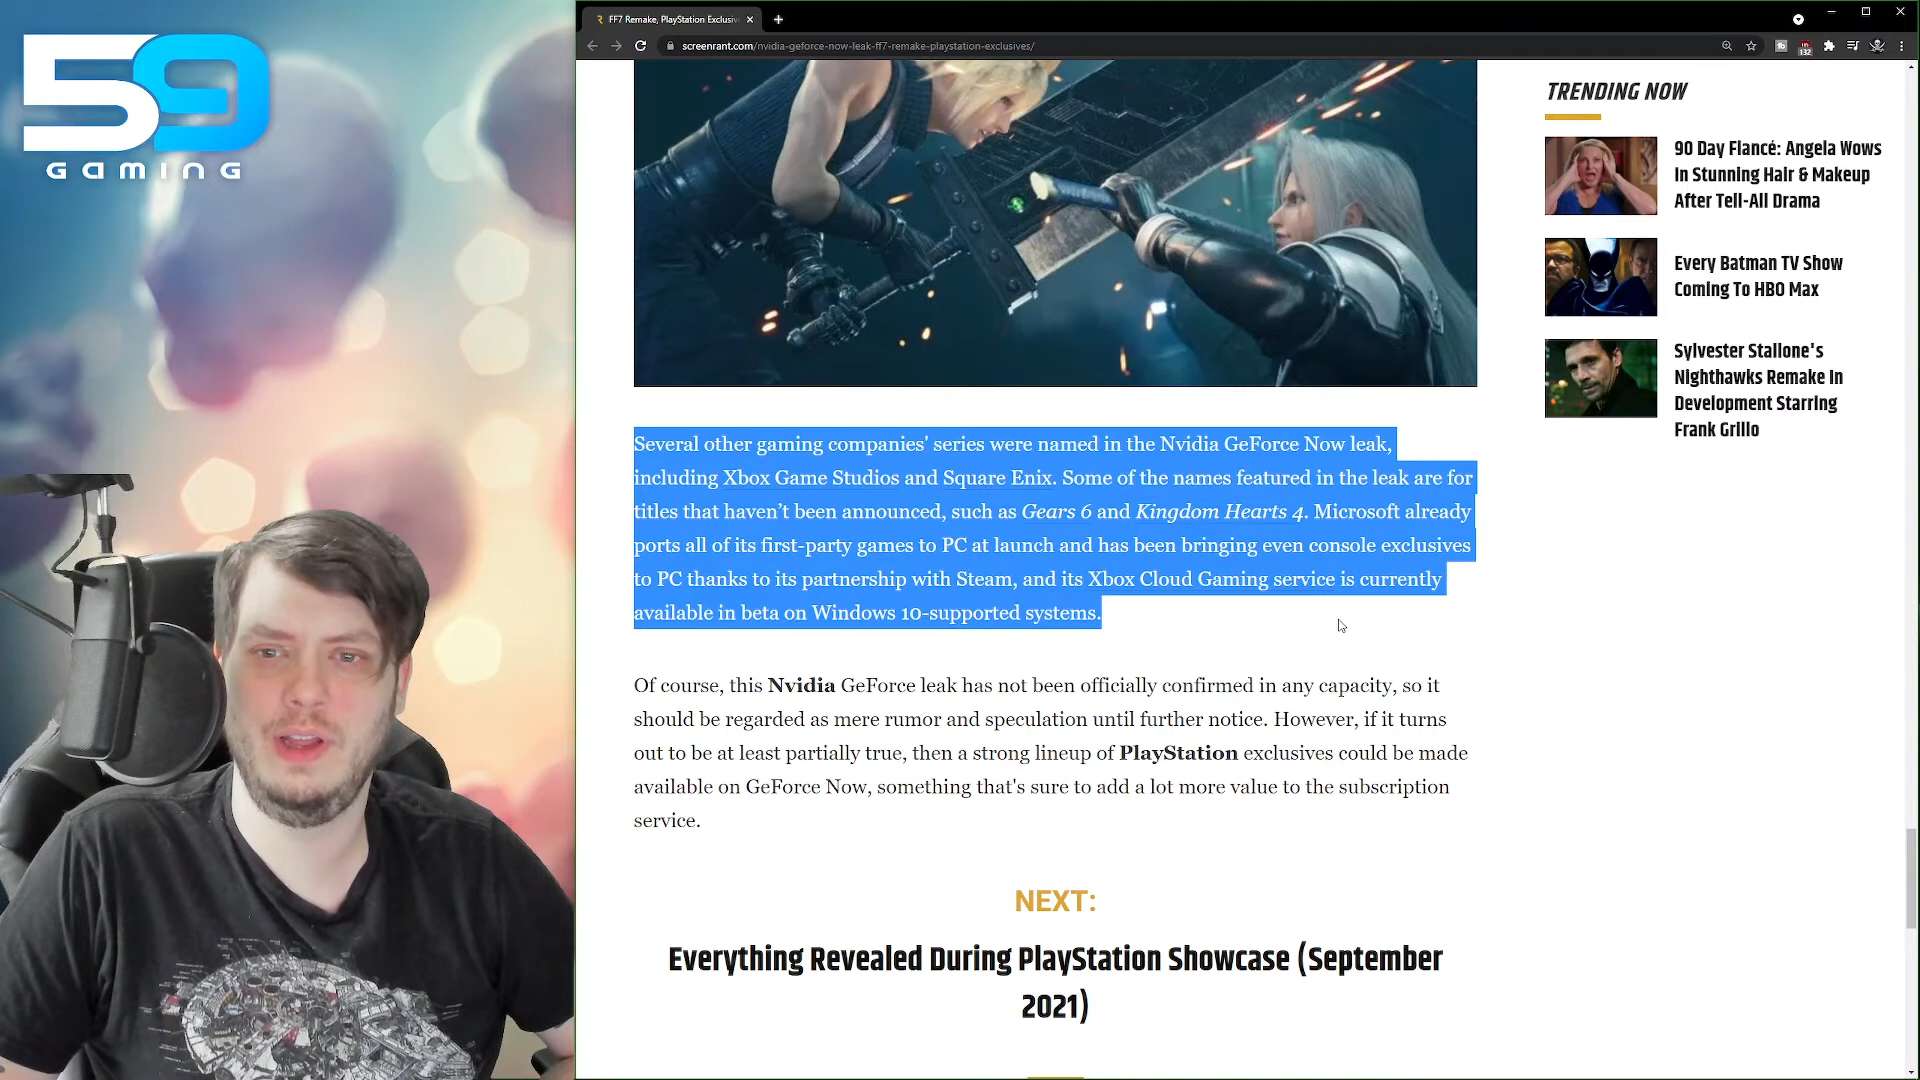 59
GAMING
FF7 Remake, PlayStation Exclusiv
screenrant.com/nvidia-geforce-now-leak-ff7-remake-playstation-exclusives/
132
Several other gaming companies' series were named in the Nvidia GeForce Now leak,
including Xbox Game Studios and Square Enix. Some of the names featured in the leak are for
titles that haven’t been announced, such as Gears 6 and Kingdom Hearts 4. Microsoft already
ports all of its first-party games to PC at launch and has been bringing even console exclusives
to PC thanks to its partnership with Steam, and its Xbox Cloud Gaming service is currently
available in beta on Windows 10-supported systems.
Of course, this Nvidia GeForce leak has not been officially confirmed in any capacity, so it
should be regarded as mere rumor and speculation until further notice. However, if it turns
out to be at least partially true, then a strong lineup of PlayStation exclusives could be made
available on GeForce Now, something that's sure to add a lot more value to the subscription
service.
NEXT:
Everything Revealed During PlayStation Showcase (September
2021)
TRENDING NOW
90 Day Fiancé: Angela Wows
In Stunning Hair & Makeup
After Tell-All Drama
Every Batman TV Show
Coming To HBO Max
Sylvester Stallone's
Nighthawks Remake In
Development Starring
Frank Grillo